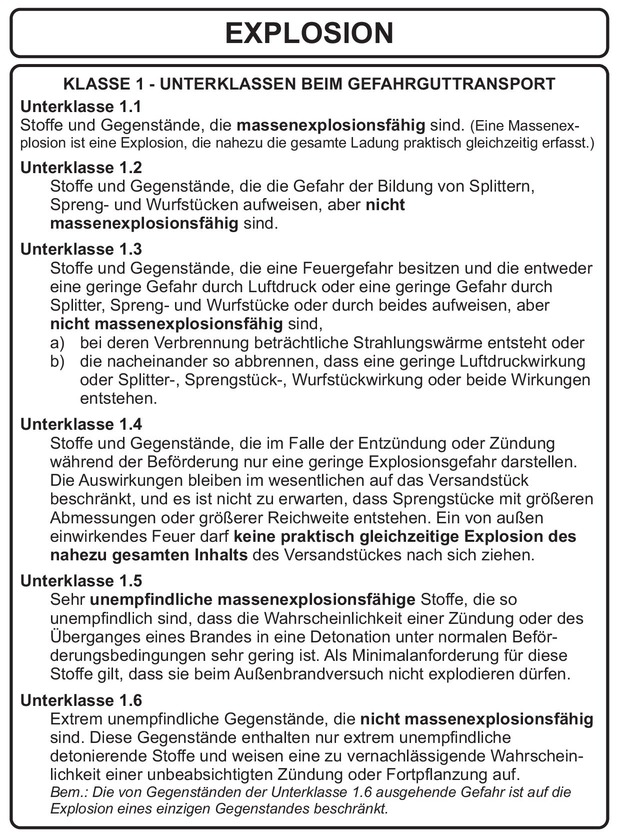 EXPLOSION
KLASSE 1 - UNTERKLASSEN BEIM GEFAHRGUTTRANSPORT
Unterklasse 1.1
Stoffe und Gegenstände, die massenexplosionsfähig sind. (Eine Massenex-
plosion ist eine Explosion, die nahezu die gesamte Ladung praktisch gleichzeitig erfasst.)
Unterklasse 1.2
Stoffe und Gegenstände, die die Gefahr der Bildung von Splittern,
Spreng- und Wurfstücken aufweisen, aber nicht
massenexplosionsfähig sind.
Unterklasse 1.3
Stoffe und Gegenstände, die eine Feuergefahr besitzen und die entweder
eine geringe Gefahr durch Luftdruck oder eine geringe Gefahr durch
Splitter, Spreng- und Wurfstücke oder durch beides aufweisen, aber
nicht massenexplosionsfähig sind,
a) bei deren Verbrennung beträchtliche Strahlungswärme entsteht oder
b) die nacheinander so abbrennen, dass eine geringe Luftdruckwirkung
oder Splitter-, Sprengstück-, Wurfstückwirkung oder beide Wirkungen
entstehen.
Unterklasse 1.4
Stoffe und Gegenstände, die im Falle der Entzündung oder Zündung
während der Beförderung nur eine geringe Explosionsgefahr darstellen.
Die Auswirkungen bleiben im wesentlichen auf das Versandstück
beschränkt, und es ist nicht zu erwarten, dass Sprengstücke mit größeren
Abmessungen oder größerer Reichweite entstehen. Ein von außen
einwirkendes Feuer darf keine praktisch gleichzeitige Explosion des
nahezu gesamten Inhalts des Versandstückes nach sich ziehen.
Unterklasse 1.5
Sehr unempfindliche massenexplosionsfähige Stoffe, die so
unempfindlich sind, dass die Wahrscheinlichkeit einer Zündung oder des
Überganges eines Brandes in eine Detonation unter normalen Beför-
derungsbedingungen sehr gering ist. Als Minimalanforderung für diese
Stoffe gilt, dass sie beim Außenbrandversuch nicht explodieren dürfen.
Unterklasse 1.6
Extrem unempfindliche Gegenstände, die nicht massenexplosionsfähig
sind. Diese Gegenstände enthalten nur extrem unempfindliche
detonierende Stoffe und weisen eine zu vernachlässigende Wahrschein-
lichkeit einer unbeabsichtigten Zündung oder Fortpflanzung auf.
Bem.: Die von Gegenständen der Unterklasse 1.6 ausgehende Gefahr ist auf die
Explosion eines einzigen Gegenstandes beschränkt.